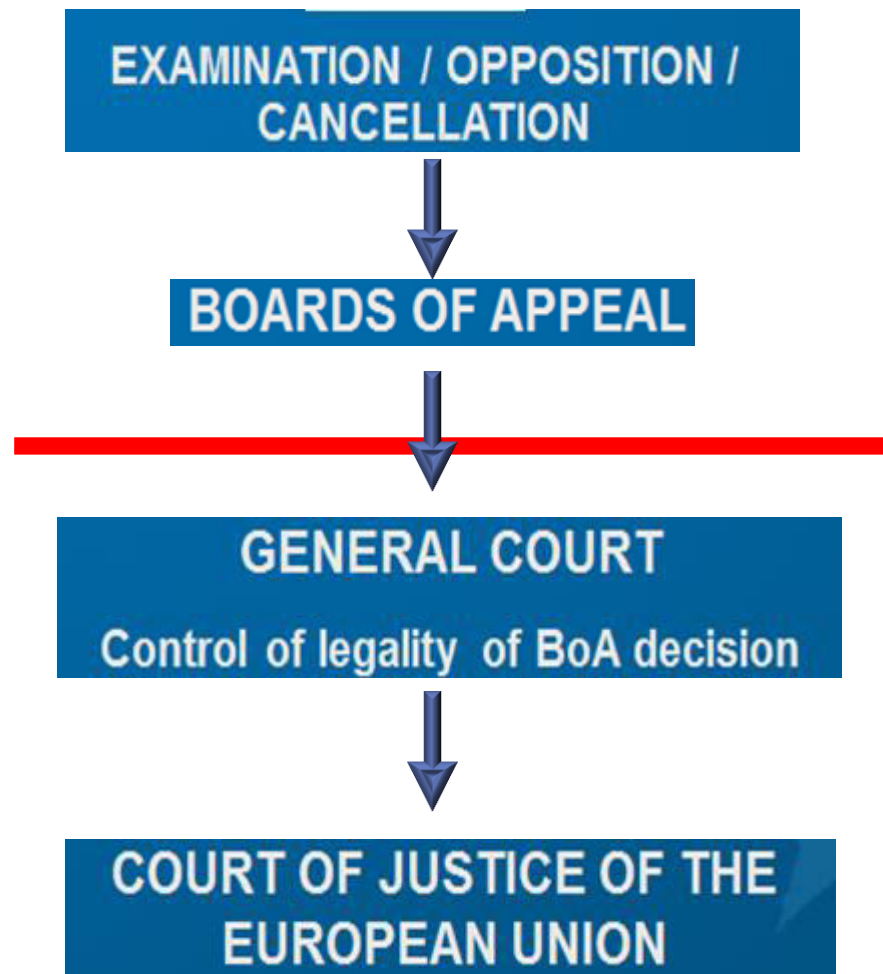 EXAMINATION / OPPOSITION /
CANCELLATION
BOARDS OF APPEAL
GENERAL COURT
Control of legality of BoA decision
COURT OF JUSTICE OF THE
EUROPEAN UNION